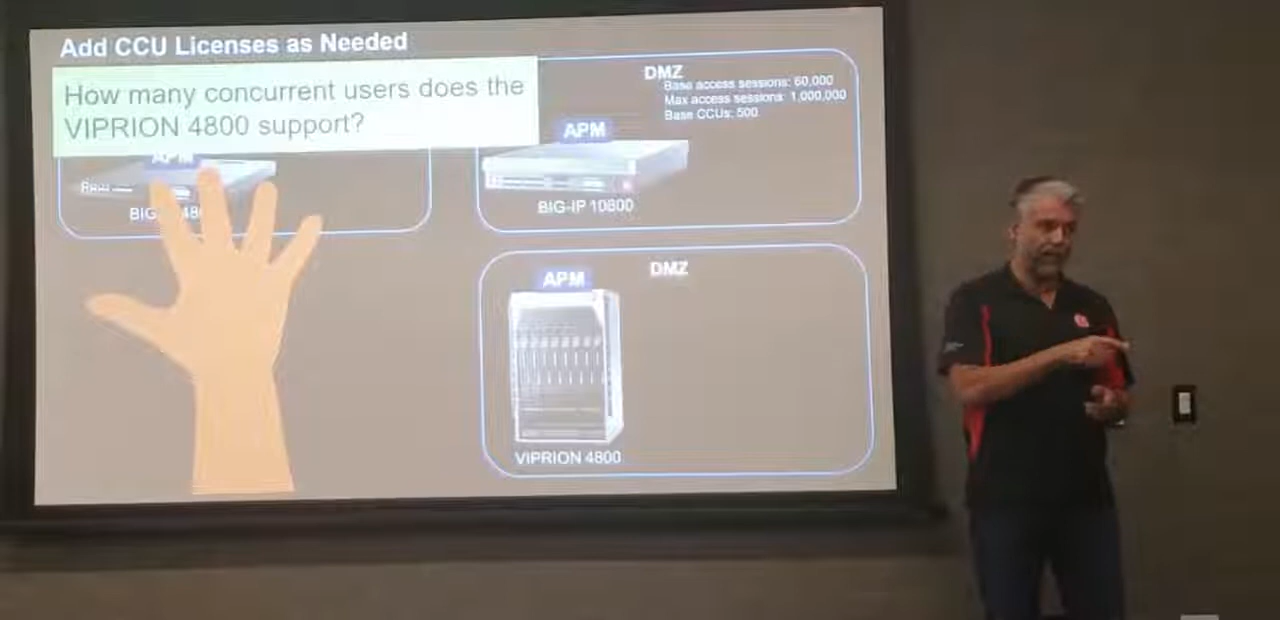 Add CCU Licenses as Needed
How many concurrent users does the
VIPRION 4800 support?
DMZ
Base access sessions: 60,000
Max access sessions: 1,000,000
Base CCUs: 500
APM
APM
BIG-IP 10800
APM
DMZ
VIPRION 4800